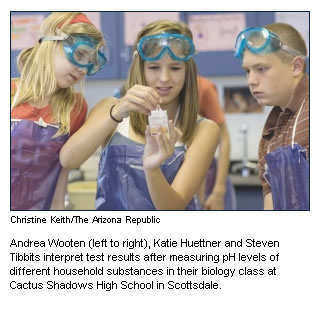 Christine Keith/The Arizona Republic
Andrea Wooten (left to right), Katie Huettner and Steven
Tibbits interpret test results after measuring pH levels of
different household substances in their biology class at
Cactus Shadows High School in Scottsdale.